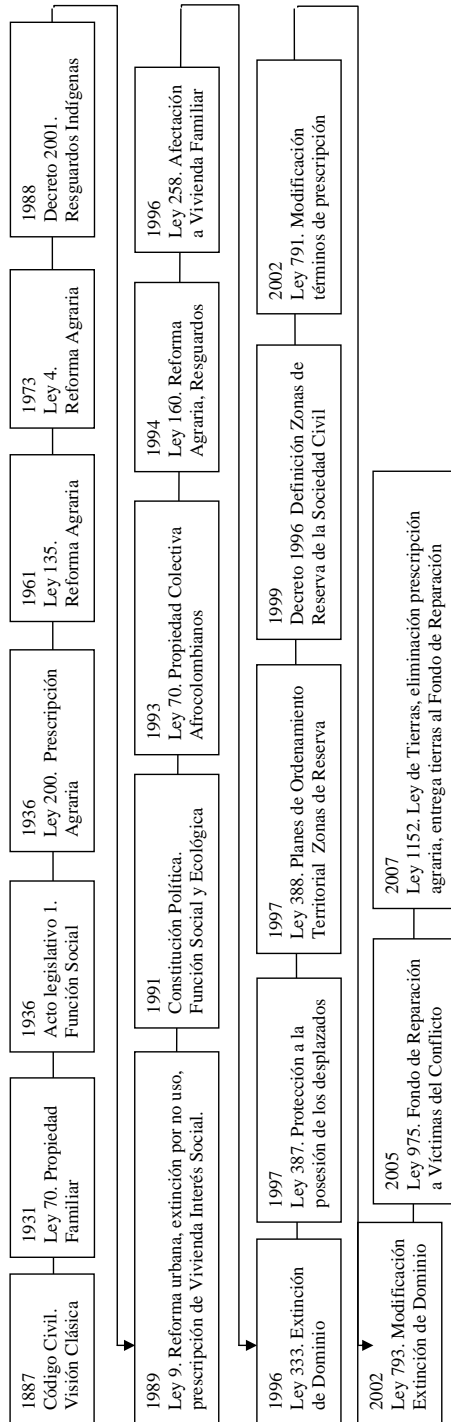 1887
Código Civil.
Visión Clásica
1931
Ley 70. Propiedad
Familiar
1936
Acto legislativo 1.
Función Social
1936
Ley 200. Prescripción
Agraria
1961
Ley 135.
Reforma Agraria
1973
Ley 4.
Reforma Agraria
1988
Decreto 2001.
Resguardos Indígenas
1989
Ley 9. Reforma urbana, extinción por no uso,
prescripción de Vivienda Interés Social.
1991
Constitución Política.
Función Social y Ecológica
1993
Ley 70. Propiedad Colectiva
Afrocolombianos
1994
Ley 160. Reforma
Agraria, Resguardos
1996
Ley 258. Afectación
a Vivienda Familiar
1996
Ley 333. Extinción
de Dominio
1997
Ley 387. Protección a la
posesión de los desplazados
1997
Ley 388. Planes de Ordenamiento
Territorial Zonas de Reserva
1999
Decreto 1996 Definición Zonas de
Reserva de la Sociedad Civil
2002
Ley 791. Modificación
términos de prescripción
2002
Ley 793. Modificación
Extinción de Dominio
2005
Ley 975. Fondo de Reparación
a Víctimas del Conflicto
2007
Ley 1152. Ley de Tierras, eliminación prescripción
agraria, entrega tierras al Fondo de Reparación